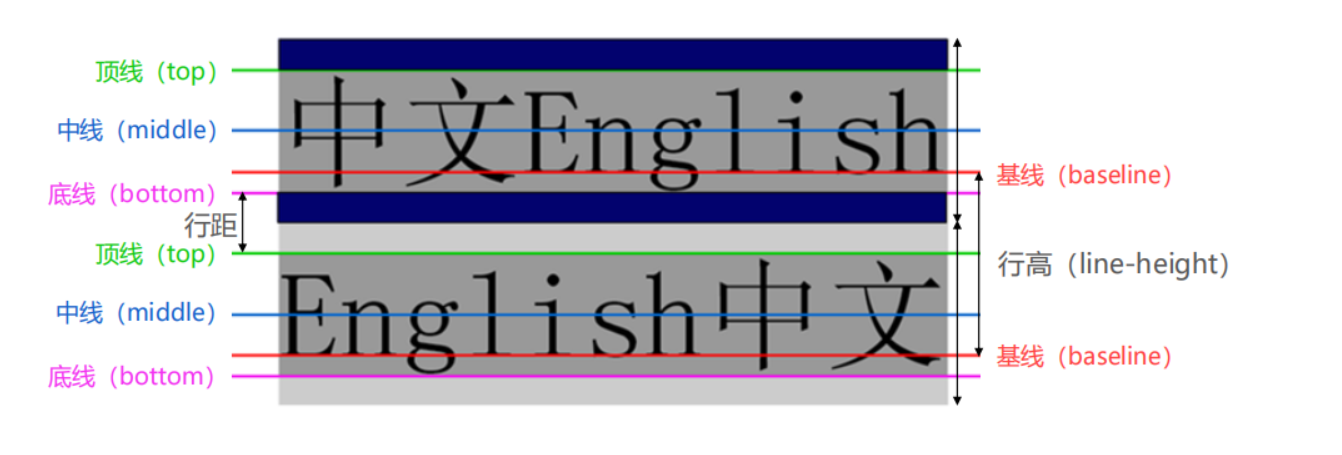 顶线（top）
中文English
中线（middle）
基线（baseline）
底线（bottom）
行距
顶线（top）
行高（line-height）
English中文
中线（middle）
基线（baseline）
底线（bottom）